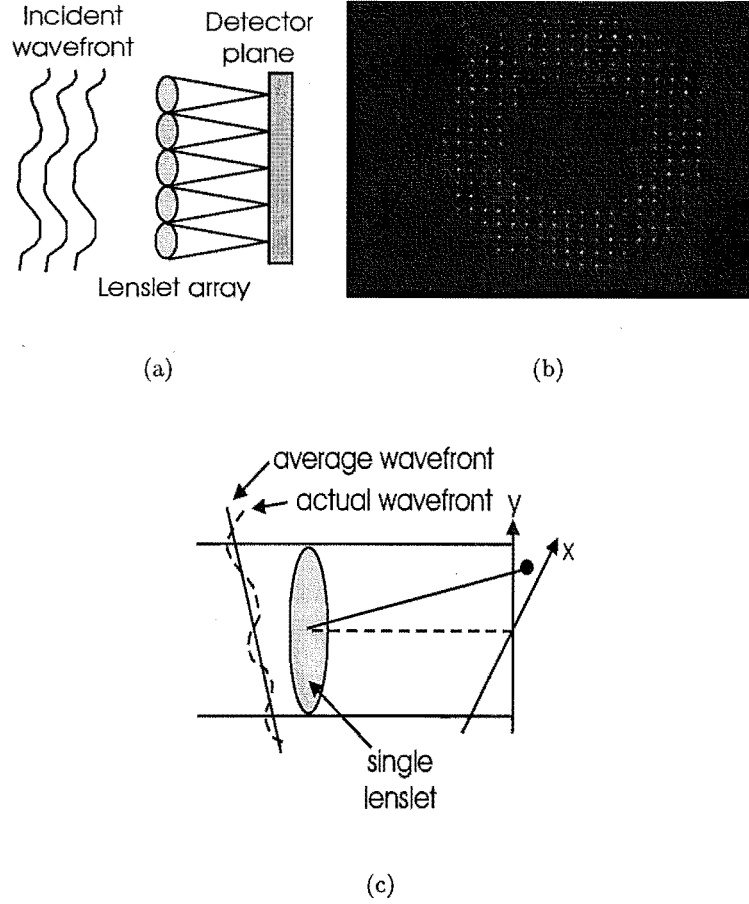 Incident
wavefront
Detector
plane
Lenslet array
(a)
(b)
average wavefront
actual wavefront
y
x
single
lenslet
(c)